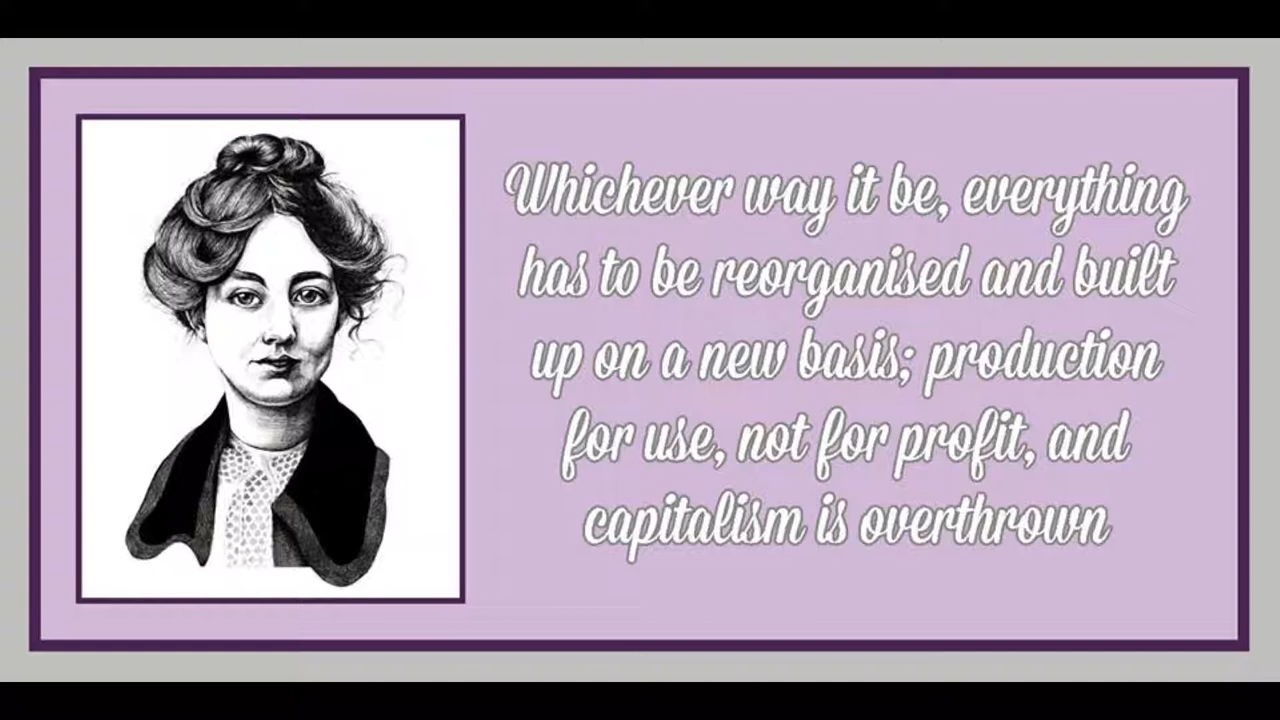 Whichever way it be, everything
has to be reorganised and built
up on a new basis; production
for use, not for profit, and
capitalism is overthrown